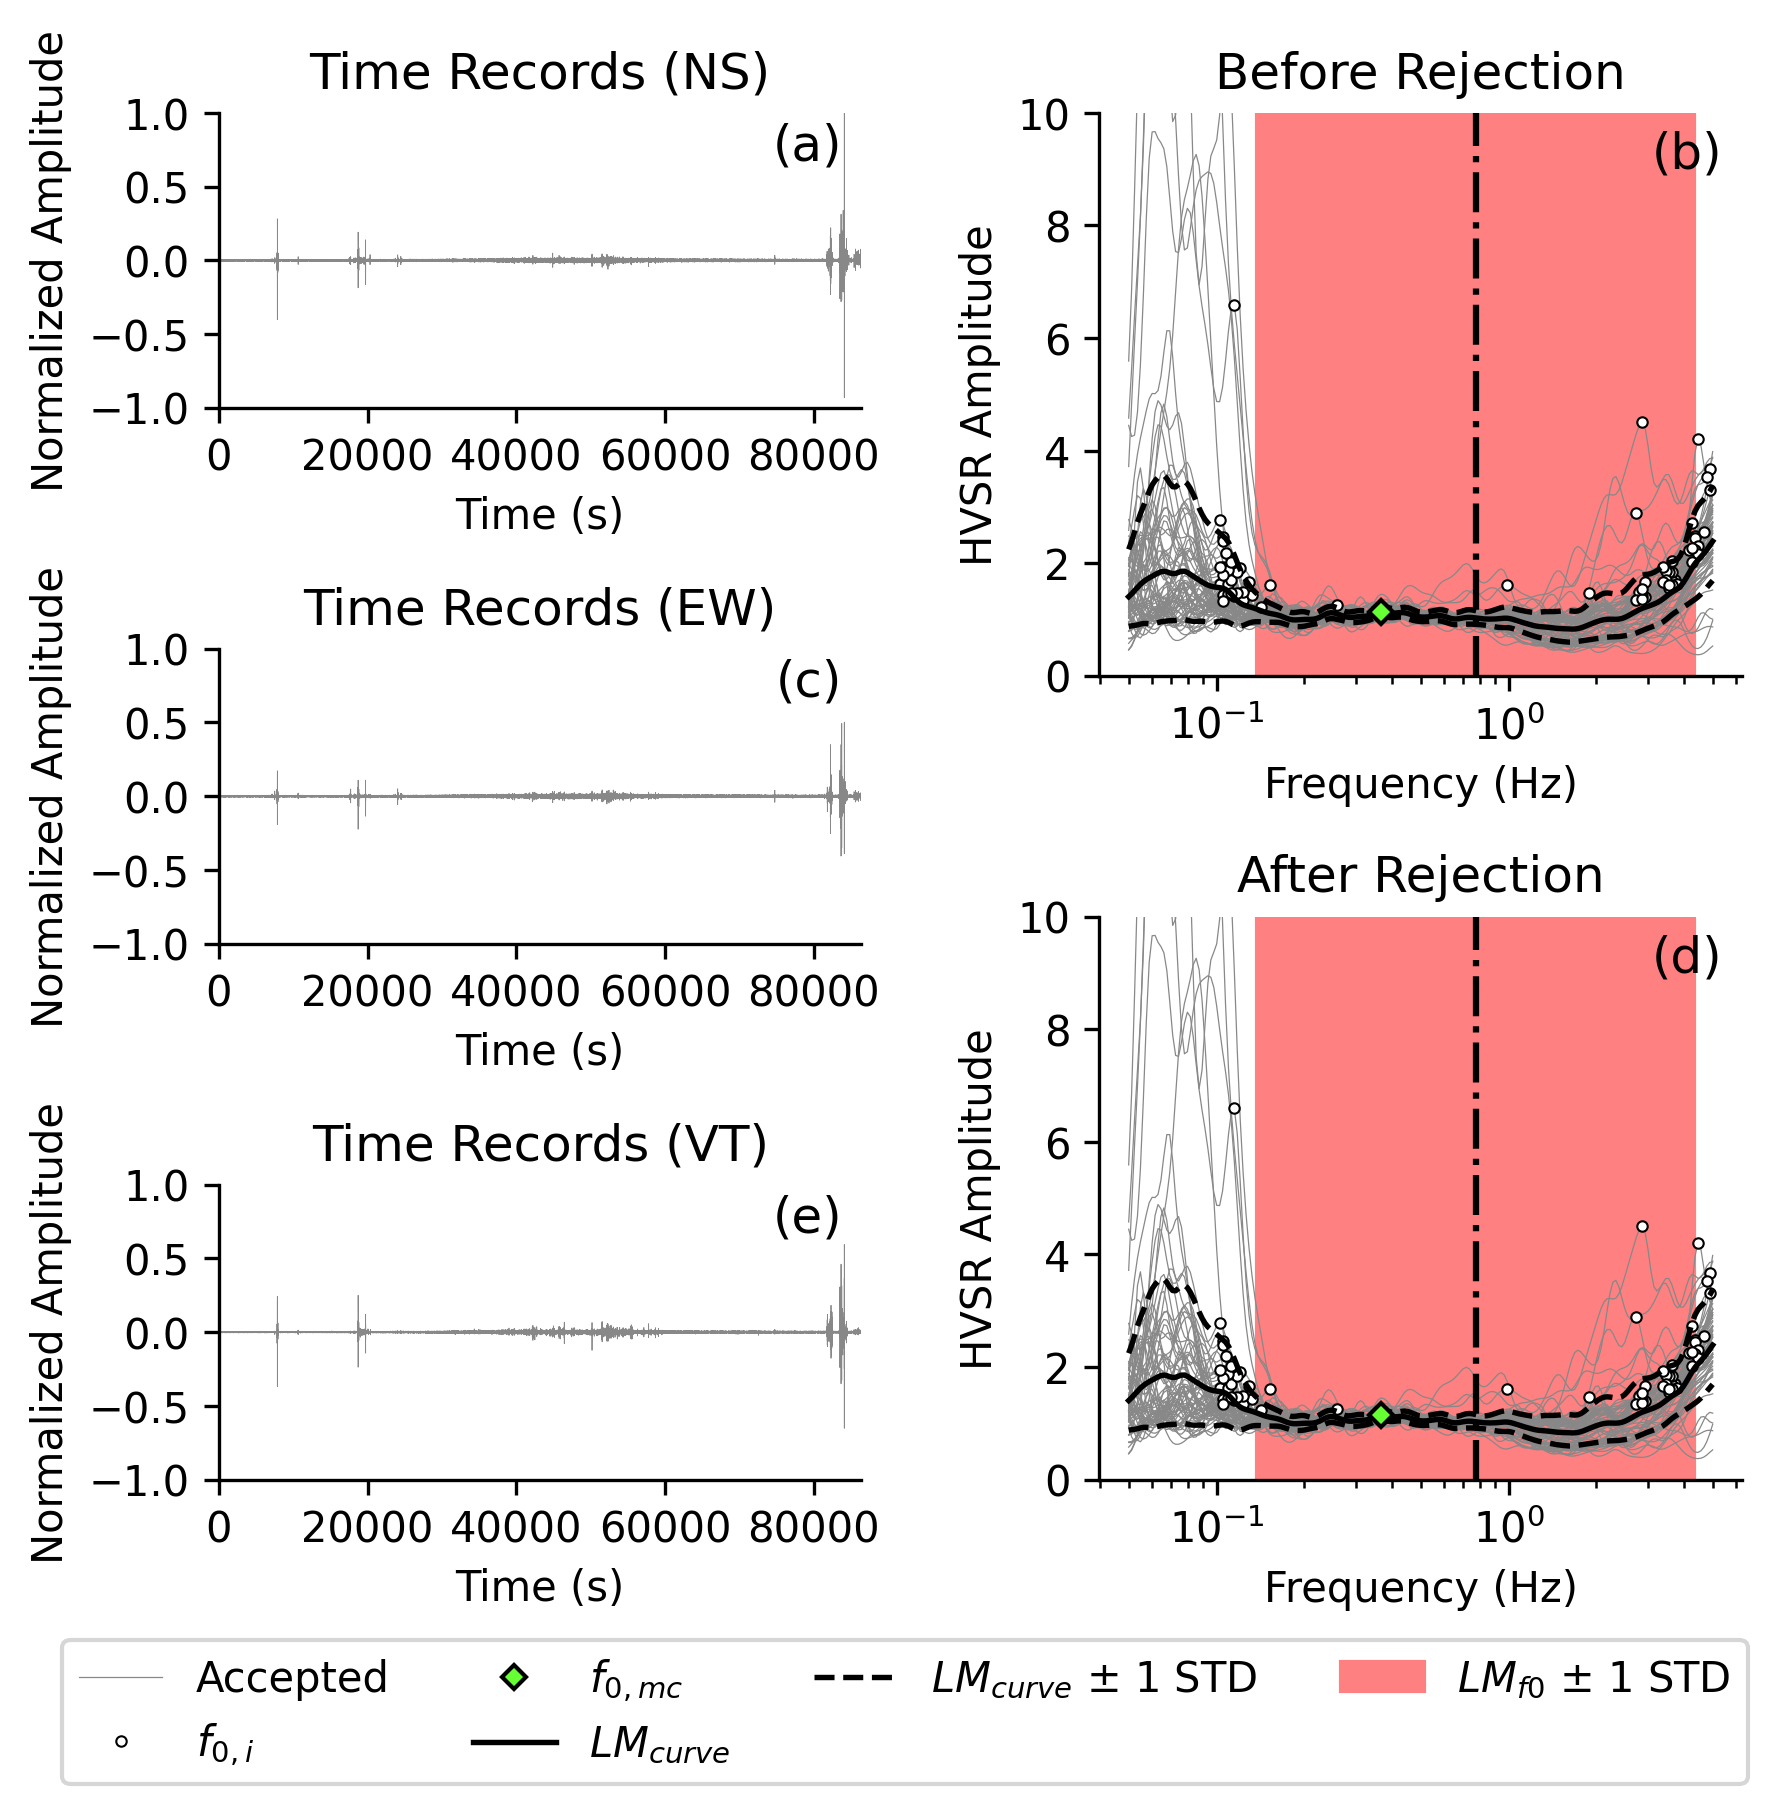 Time Records (NS)
(a)
Normalized Amplitude
1.0
0.5
0.0
−0.5
−1.0
0 20000 40000 60000 80000
Time (s)
Before Rejection
(b)
HVSR Amplitude
10
8
6
4
2
0
10⁻¹ 10⁰
Frequency (Hz)
Time Records (EW)
(c)
Normalized Amplitude
1.0
0.5
0.0
−0.5
−1.0
0 20000 40000 60000 80000
Time (s)
After Rejection
(d)
HVSR Amplitude
10
8
6
4
2
0
10⁻¹ 10⁰
Frequency (Hz)
Time Records (VT)
(e)
Normalized Amplitude
1.0
0.5
0.0
−0.5
−1.0
0 20000 40000 60000 80000
Time (s)
Accepted f0,mc LMcurve ± 1 STD LMf0 ± 1 STD
f0,i LMcurve